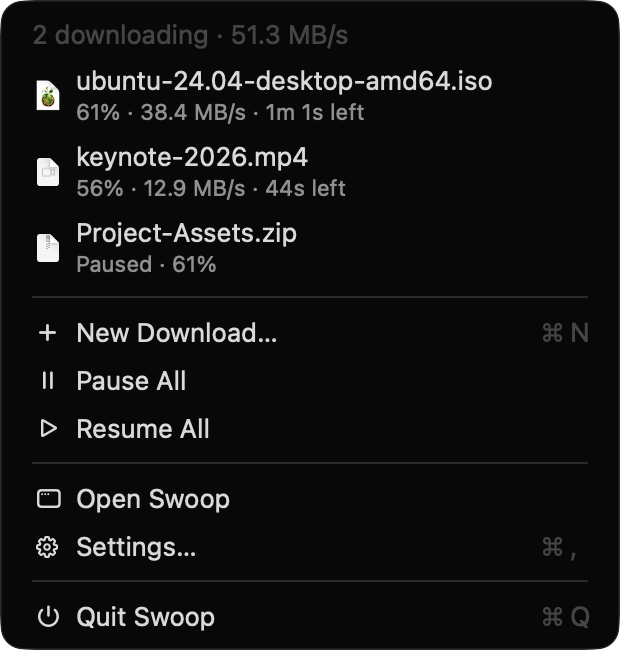 2 downloading · 51.3 MB/s
ubuntu-24.04-desktop-amd64.iso
61% · 38.4 MB/s · 1m 1s left
keynote-2026.mp4
56% · 12.9 MB/s · 44s left
Project-Assets.zip
Paused · 61%
New Download... ⌘ N
Pause All
Resume All
Open Swoop
Settings... ⌘ ,
Quit Swoop ⌘ Q